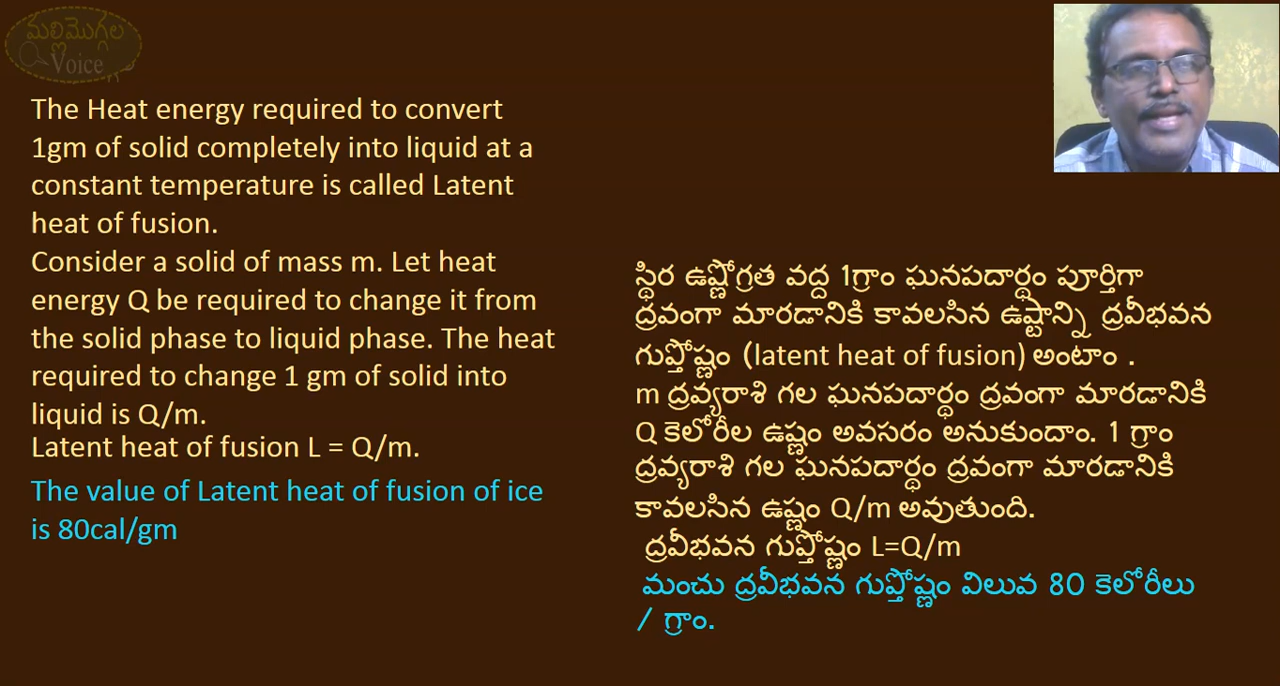 మల్లిమొగ్గల
Voice
The Heat energy required to convert
1gm of solid completely into liquid at a
constant temperature is called Latent
heat of fusion.
Consider a solid of mass m. Let heat
energy Q be required to change it from
the solid phase to liquid phase. The heat
required to change 1 gm of solid into
liquid is Q/m.
Latent heat of fusion L = Q/m.
The value of Latent heat of fusion of ice
is 80cal/gm
స్థిర ఉష్ణోగ్రత వద్ద 1గ్రాం ఘనపదార్థం పూర్తిగా
ద్రవంగా మారడానికి కావలసిన ఉష్టాన్ని ద్రవీభవన
గుప్తోష్ణం (latent heat of fusion) అంటాం .
m ద్రవ్యరాశి గల ఘనపదార్థం ద్రవంగా మారడానికి
Q కెలోరీల ఉష్ణం అవసరం అనుకుందాం. 1 గ్రాం
ద్రవ్యరాశి గల ఘనపదార్థం ద్రవంగా మారడానికి
కావలసిన ఉష్ణం Q/m అవుతుంది.
ద్రవీభవన గుప్తోష్ణం L=Q/m
మంచు ద్రవీభవన గుప్తోష్ణం విలువ 80 కెలోరీలు
/ గ్రాం.